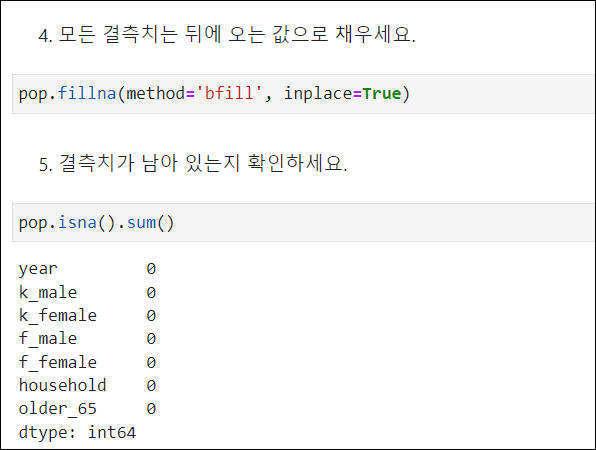 4. 모든 결측치는 뒤에 오는 값으로 채우세요.
pop.fillna(method='bfill', inplace=True)
5. 결측치가 남아 있는지 확인하세요.
pop.isna().sum()
year 0
k_male 0
k_female 0
f_male 0
f_female 0
household 0
older_65 0
dtype: int64